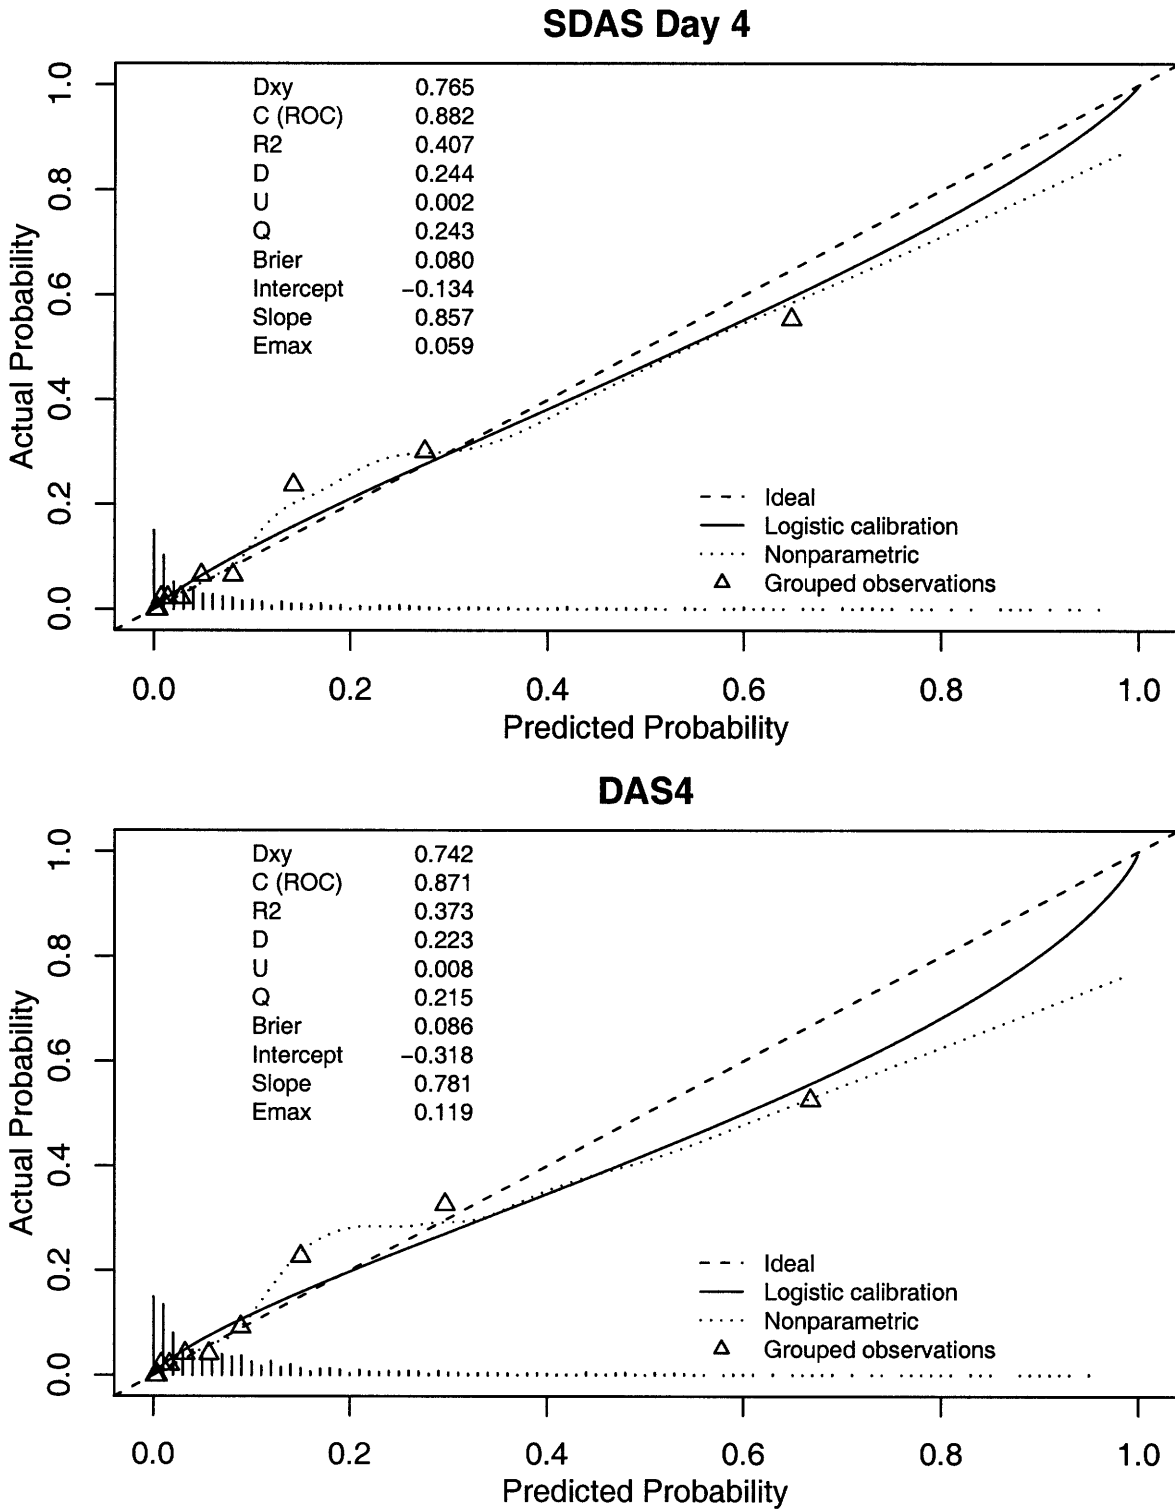 SDAS Day 4
Dxy 0.765
C (ROC) 0.882
R2 0.407
D 0.244
U 0.002
Q 0.243
Brier 0.080
Intercept −0.134
Slope 0.857
Emax 0.059
Actual Probability
1.0
0.8
0.6
0.4
0.2
0.0
Ideal
Logistic calibration
Nonparametric
Grouped observations
0.0 0.2 0.4 0.6 0.8 1.0
Predicted Probability
DAS4
Dxy 0.742
C (ROC) 0.871
R2 0.373
D 0.223
U 0.008
Q 0.215
Brier 0.086
Intercept −0.318
Slope 0.781
Emax 0.119
Actual Probability
1.0
0.8
0.6
0.4
0.2
0.0
Ideal
Logistic calibration
Nonparametric
Grouped observations
0.0 0.2 0.4 0.6 0.8 1.0
Predicted Probability